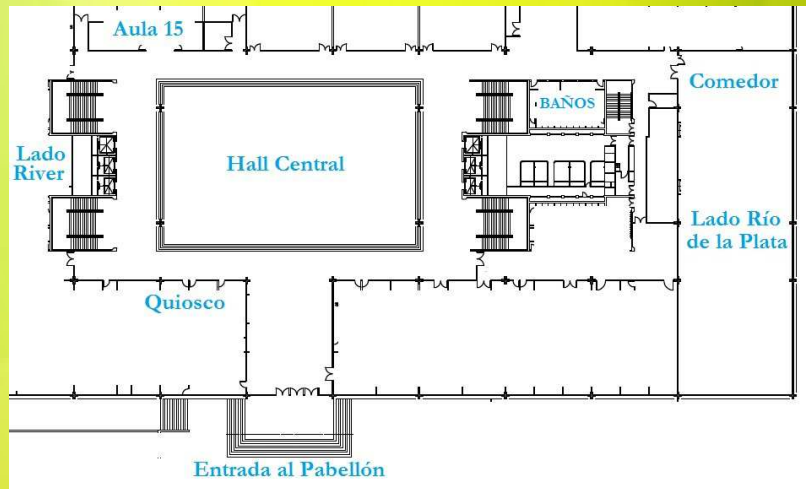 Aula 15
Comedor
BAÑOS
Lado
River
Hall Central
Lado Río
de la Plata
Quiosco
Entrada al Pabellón